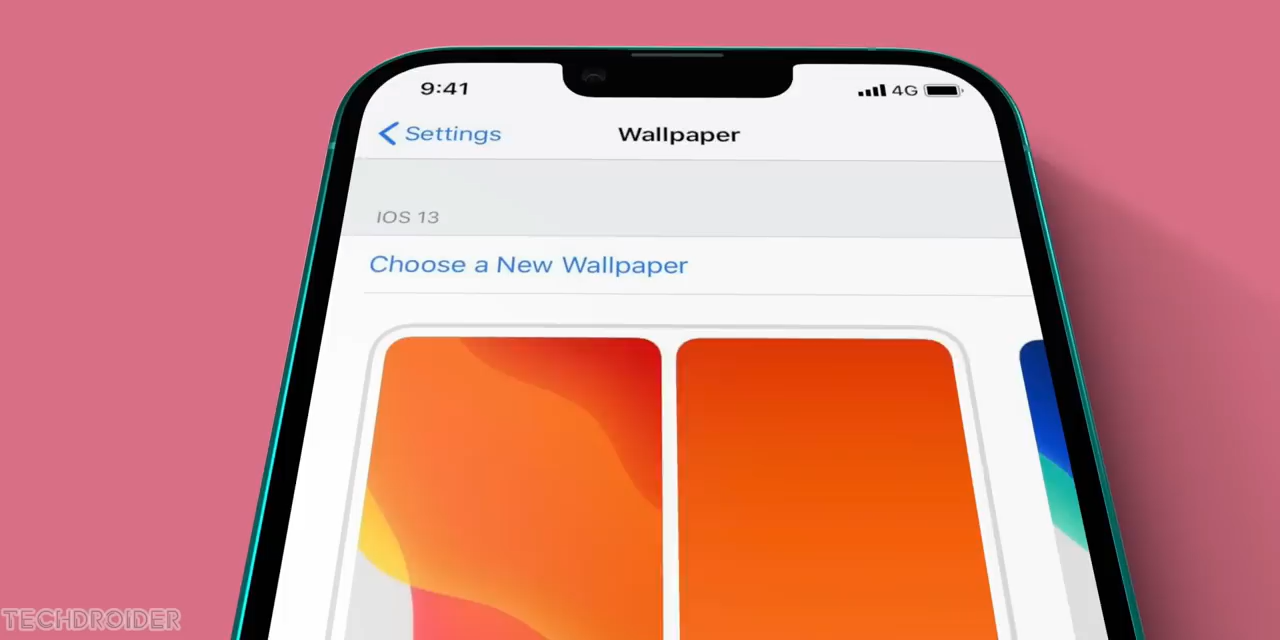 9:41
4G
Settings
Wallpaper
IOS 13
Choose a New Wallpaper
TECHDROIDER